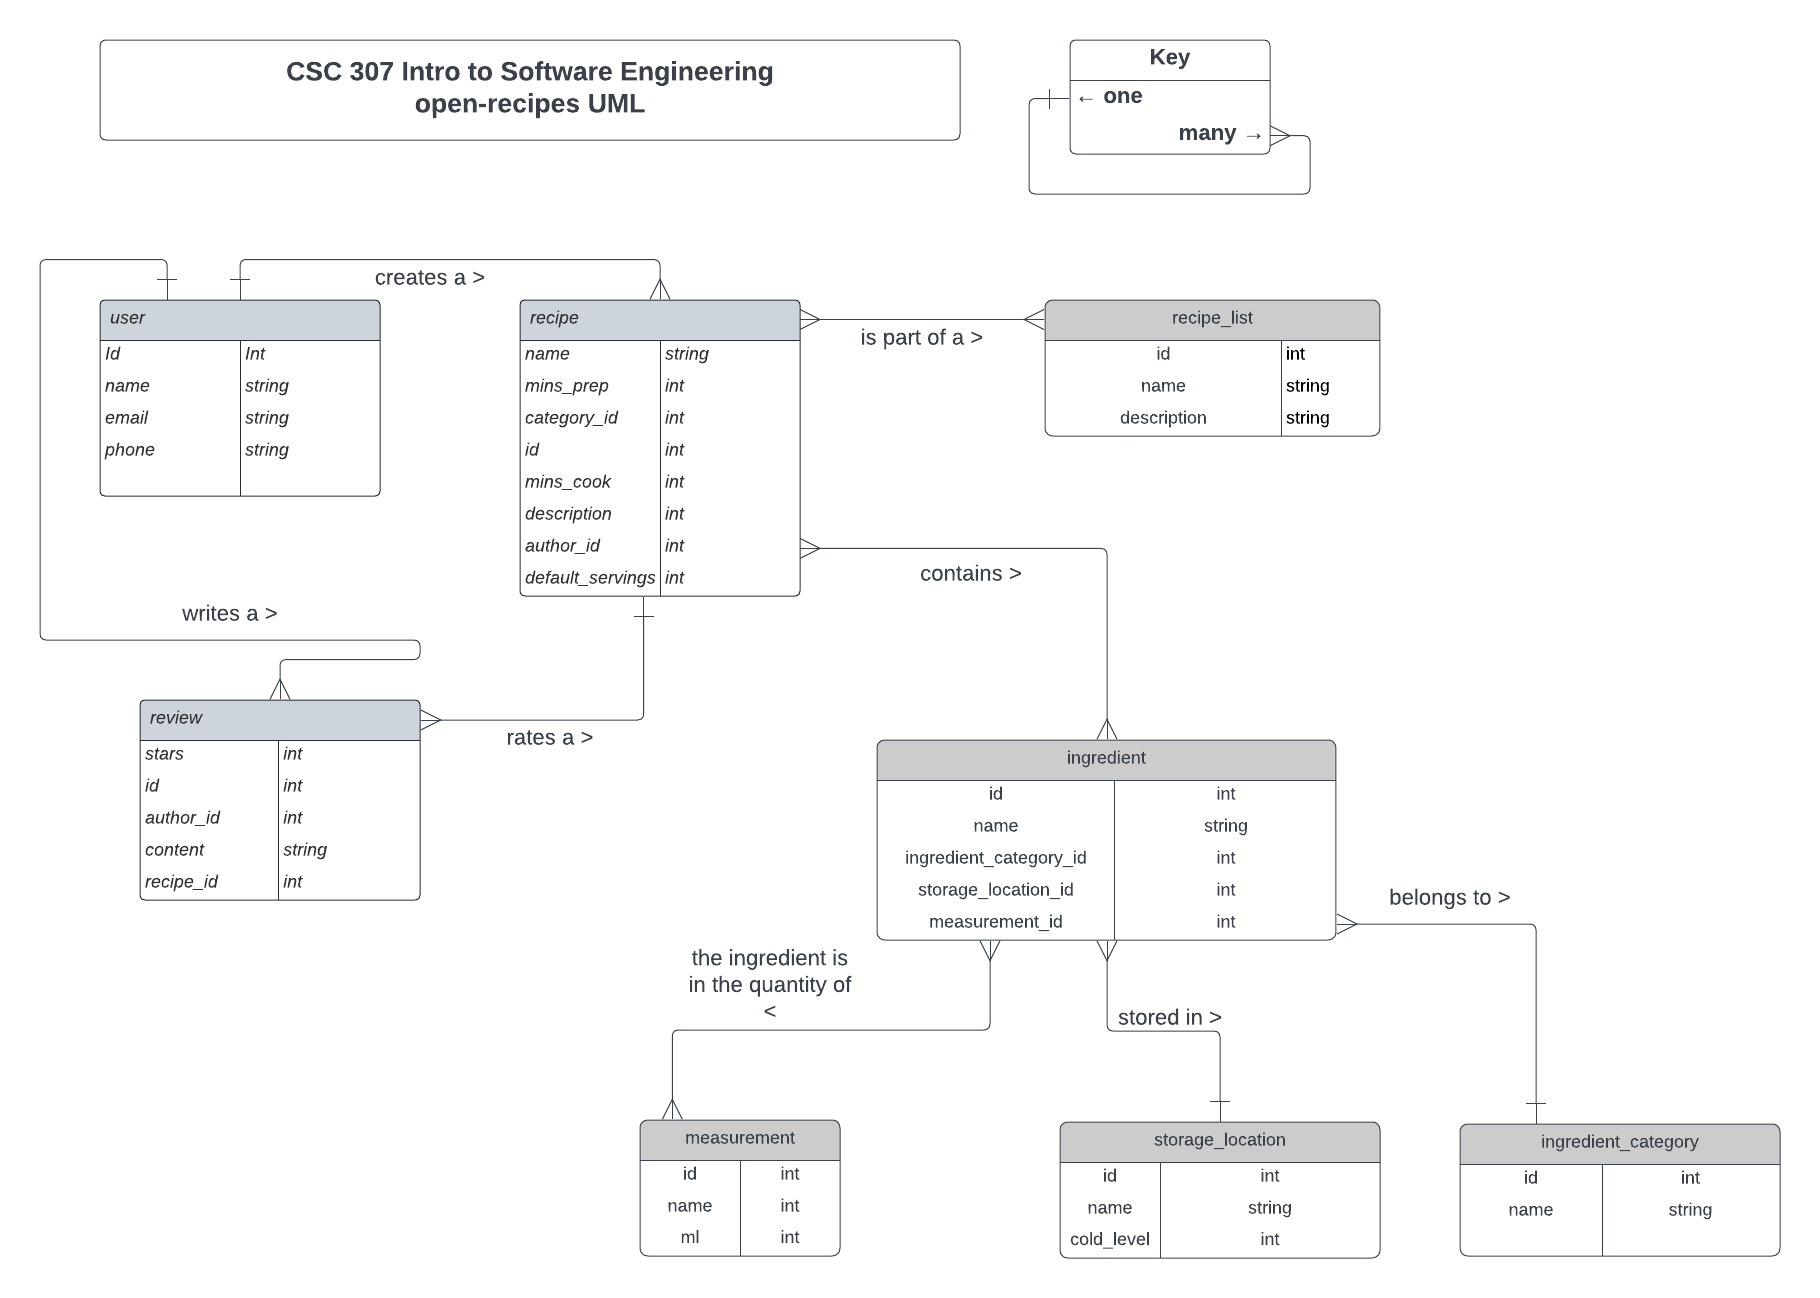 CSC 307 Intro to Software Engineering
open-recipes UML
Key
← one
many →
creates a >
user
Id Int
name string
email string
phone string
recipe
name string
mins_prep int
category_id int
id int
mins_cook int
description int
author_id int
default_servings int
is part of a >
recipe_list
id int
name string
description string
contains >
writes a >
review
stars int
id int
author_id int
content string
recipe_id int
rates a >
ingredient
id int
name string
ingredient_category_id int
storage_location_id int
measurement_id int
belongs to >
the ingredient is
in the quantity of
<
stored in >
measurement
id int
name int
ml int
storage_location
id int
name string
cold_level int
ingredient_category
id int
name string